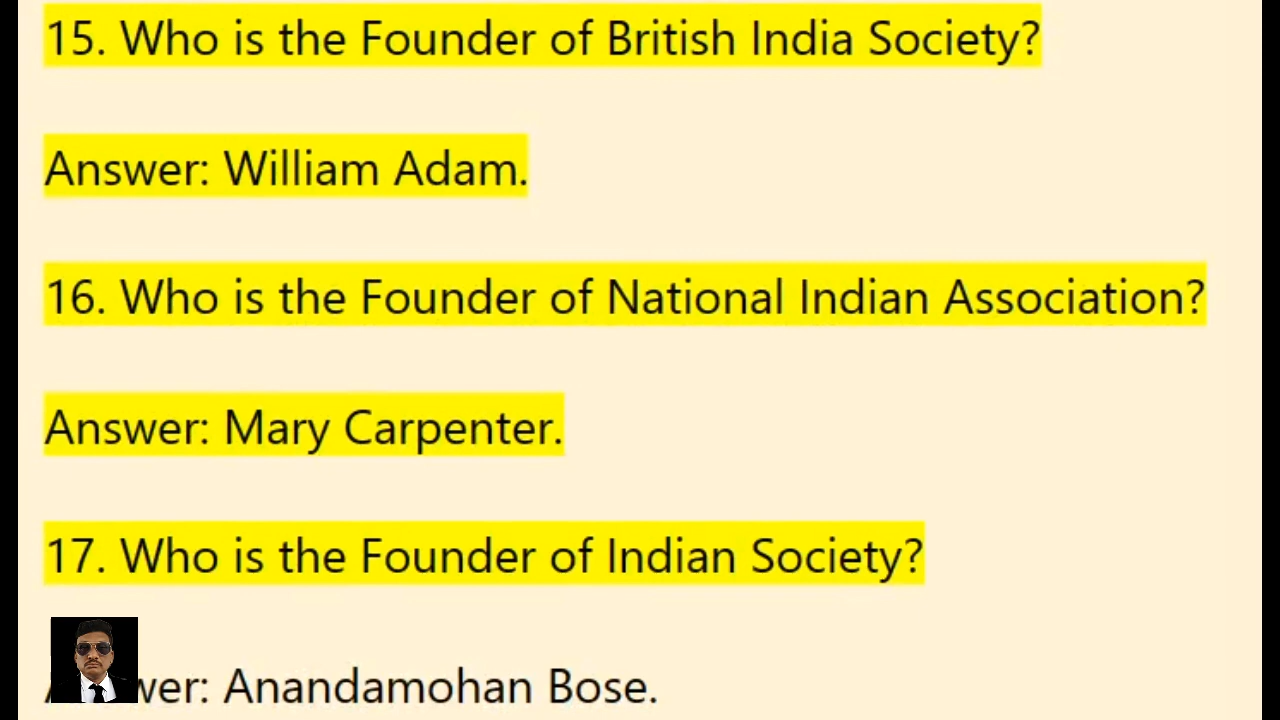 15. Who is the Founder of British India Society?
Answer: William Adam.
16. Who is the Founder of National Indian Association?
Answer: Mary Carpenter.
17. Who is the Founder of Indian Society?
Answer: Anandamohan Bose.